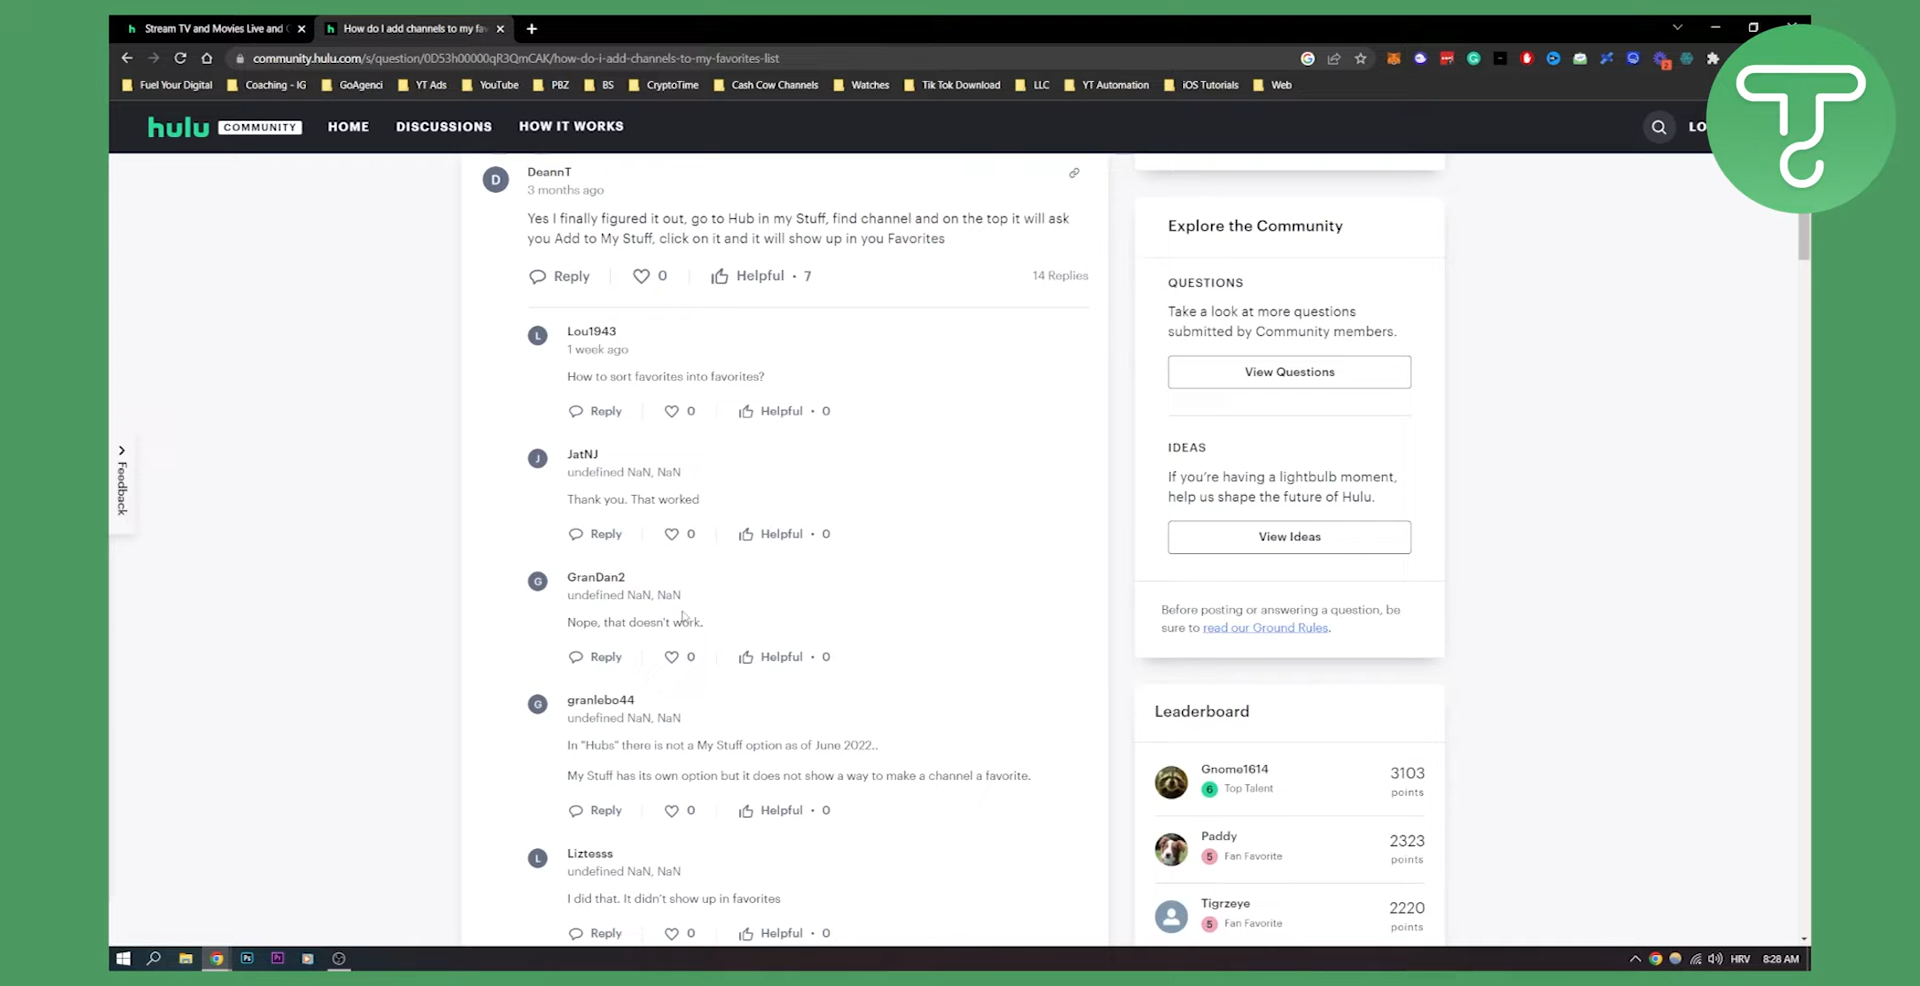 Stream TV and Movies Live and
How do I add channels to my fav
community.hulu.com/s/question/0D53h00000qR3QmCAK/how-do-i-add-channels-to-my-favorites-list
Fuel Your Digital
Coaching - IG
GoAgenci
YT Ads
YouTube
PBZ
BS
CryptoTime
Cash Cow Channels
Watches
Tik Tok Download
LLC
YT Automation
iOS Tutorials
Web
hulu COMMUNITY HOME DISCUSSIONS HOW IT WORKS LO
D DeannT
3 months ago
Yes I finally figured it out, go to Hub in my Stuff, find channel and on the top it will ask
you Add to My Stuff, click on it and it will show up in you Favorites
Reply 0 Helpful • 7 14 Replies
L Lou1943
1 week ago
How to sort favorites into favorites?
Reply 0 Helpful • 0
J JatNJ
undefined NaN, NaN
Thank you. That worked
Reply 0 Helpful • 0
G GranDan2
undefined NaN, NaN
Nope, that doesn't work.
Reply 0 Helpful • 0
G granlebo44
undefined NaN, NaN
In "Hubs" there is not a My Stuff option as of June 2022..
My Stuff has its own option but it does not show a way to make a channel a favorite.
Reply 0 Helpful • 0
L Liztesss
undefined NaN, NaN
I did that. It didn't show up in favorites
Reply 0 Helpful • 0
Feedback
Explore the Community
QUESTIONS
Take a look at more questions
submitted by Community members.
View Questions
IDEAS
If you're having a lightbulb moment,
help us shape the future of Hulu.
View Ideas
Before posting or answering a question, be
sure to read our Ground Rules.
Leaderboard
Gnome1614 3103
6 Top Talent points
Paddy 2323
5 Fan Favorite points
Tigrzeye 2220
5 Fan Favorite points
Ps Pr HRV 8:28 AM